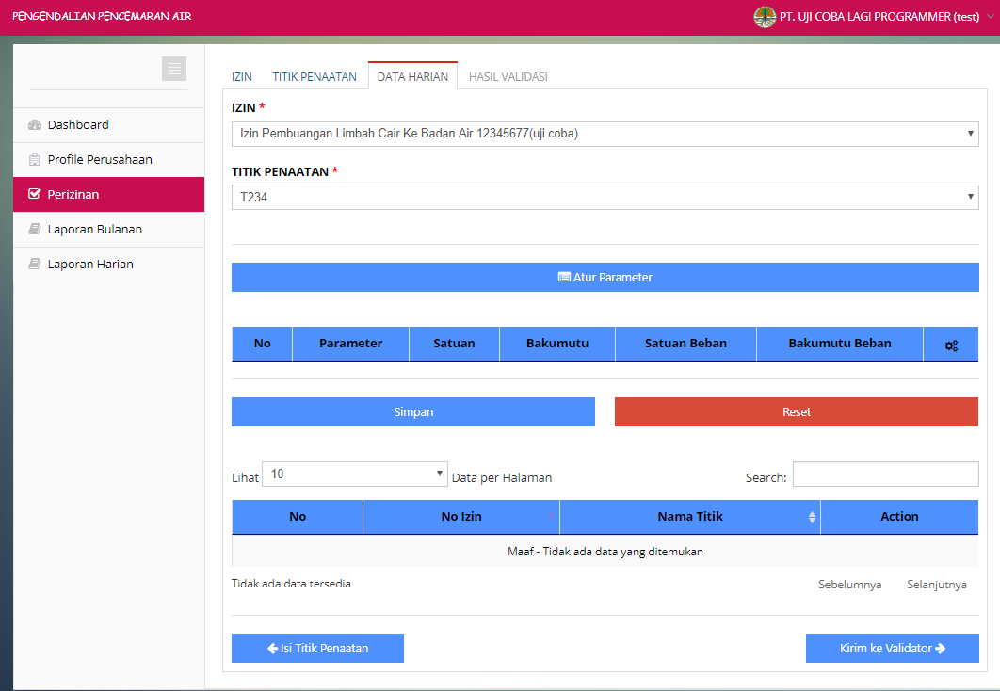 PENGENDALIAN PENCEMARAN AIR
PT. UJI COBA LAGI PROGRAMMER (test)
Dashboard
Profile Perusahaan
Perizinan
Laporan Bulanan
Laporan Harian
IZIN TITIK PENAATAN DATA HARIAN HASIL VALIDASI
IZIN *
Izin Pembuangan Limbah Cair Ke Badan Air 12345677(uji coba)
TITIK PENAATAN *
T234
Atur Parameter
No Parameter Satuan Bakumutu Satuan Beban Bakumutu Beban
Simpan Reset
Lihat 10 Data per Halaman Search:
No No Izin Nama Titik Action
Maaf - Tidak ada data yang ditemukan
Tidak ada data tersedia Sebelumnya Selanjutnya
Isi Titik Penaatan Kirim ke Validator